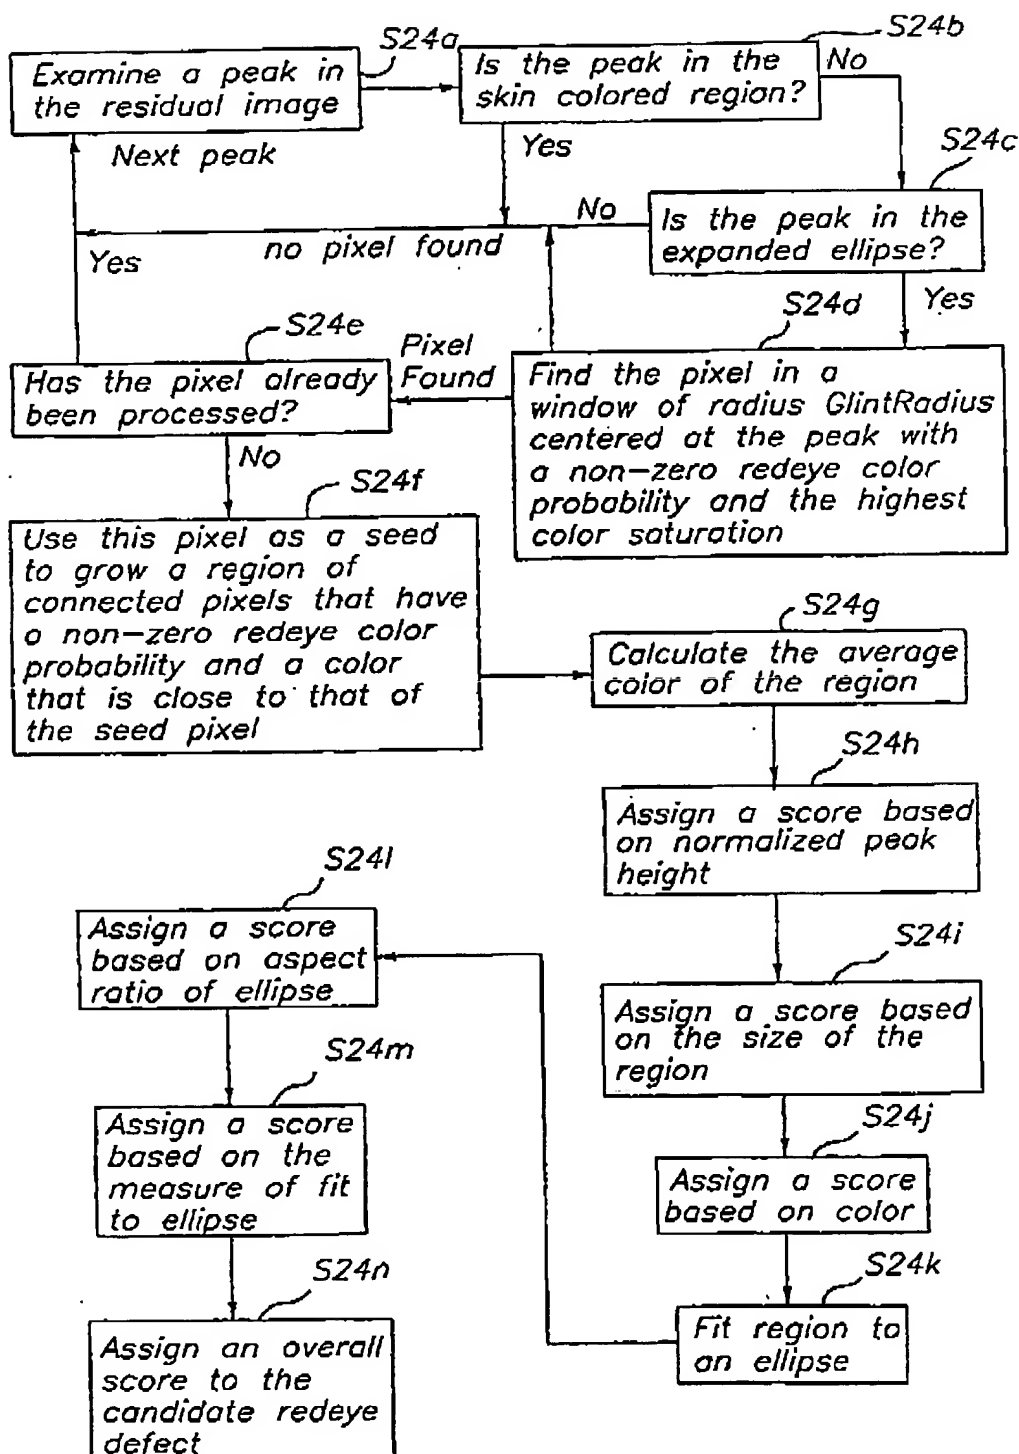 S24a
Examine a peak in
the residual image
S24b
Is the peak in the
skin colored region?
No
Next peak
Yes
S24c
Is the peak in the
expanded ellipse?
No
no pixel found
Yes
Yes
S24d
Find the pixel in a
window of radius GlintRadius
centered at the peak with
a non-zero redeye color
probability and the highest
color saturation
Pixel
Found
S24e
Has the pixel already
been processed?
No
S24f
Use this pixel as a seed
to grow a region of
connected pixels that have
a non-zero redeye color
probability and a color
that is close to that of
the seed pixel
S24g
Calculate the average
color of the region
S24h
Assign a score based
on normalized peak
height
S24i
Assign a score based
on the size of the
region
S24j
Assign a score
based on color
S24k
Fit region to
an ellipse
S24l
Assign a score
based on aspect
ratio of ellipse
S24m
Assign a score
based on the
measure of fit
to ellipse
S24n
Assign an overall
score to the
candidate redeye
defect